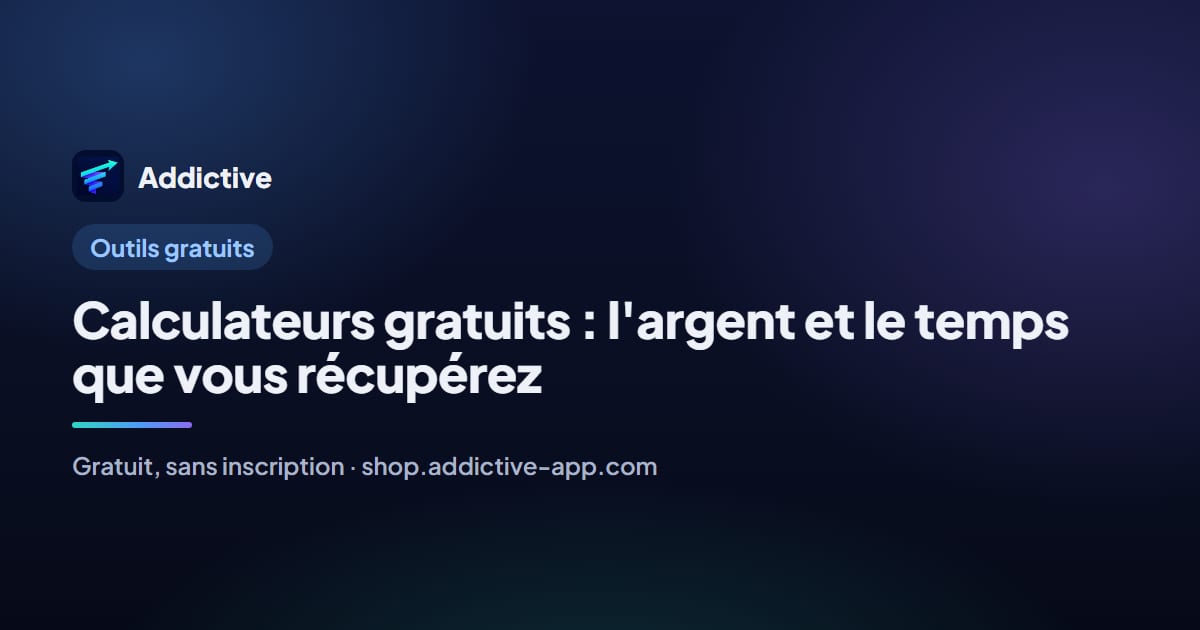 Addictive
Outils gratuits
Calculateurs gratuits : l'argent et le temps
que vous récupérez
Gratuit, sans inscription · shop.addictive-app.com